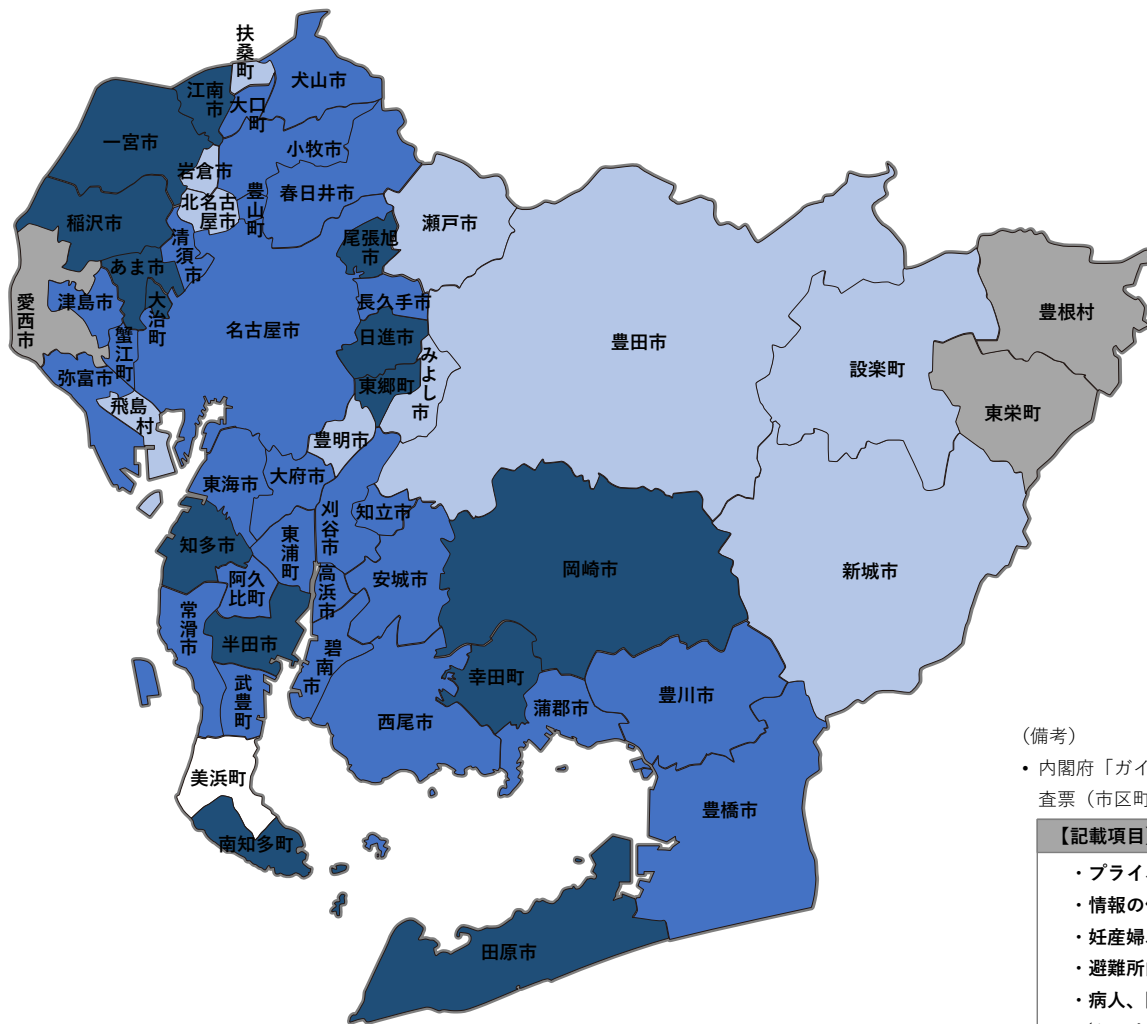 扶桑町
犬山市
江南市
大口町
一宮市
小牧市
岩倉市
春日井市
豊山町
北名古屋市
稲沢市
瀬戸市
清須市
尾張旭市
あま市
津島市
大治町
長久手市
愛西市
名古屋市
日進市
豊田市
豊根村
蟹江町
みよし市
設楽町
弥富市
東郷町
飛島村
東栄町
豊明市
東海市
大府市
刈谷市
知立市
知多市
東浦町
岡崎市
新城市
阿久比町
高浜市
安城市
常滑市
半田市
碧南市
幸田町
武豊町
豊川市
西尾市
蒲郡市
美浜町
豊橋市
南知多町
田原市
(備考)
• 内閣府「ガイ
査票（市区町
【記載項目】
・プライ
・情報の
・妊産婦
・避難所
・病人、